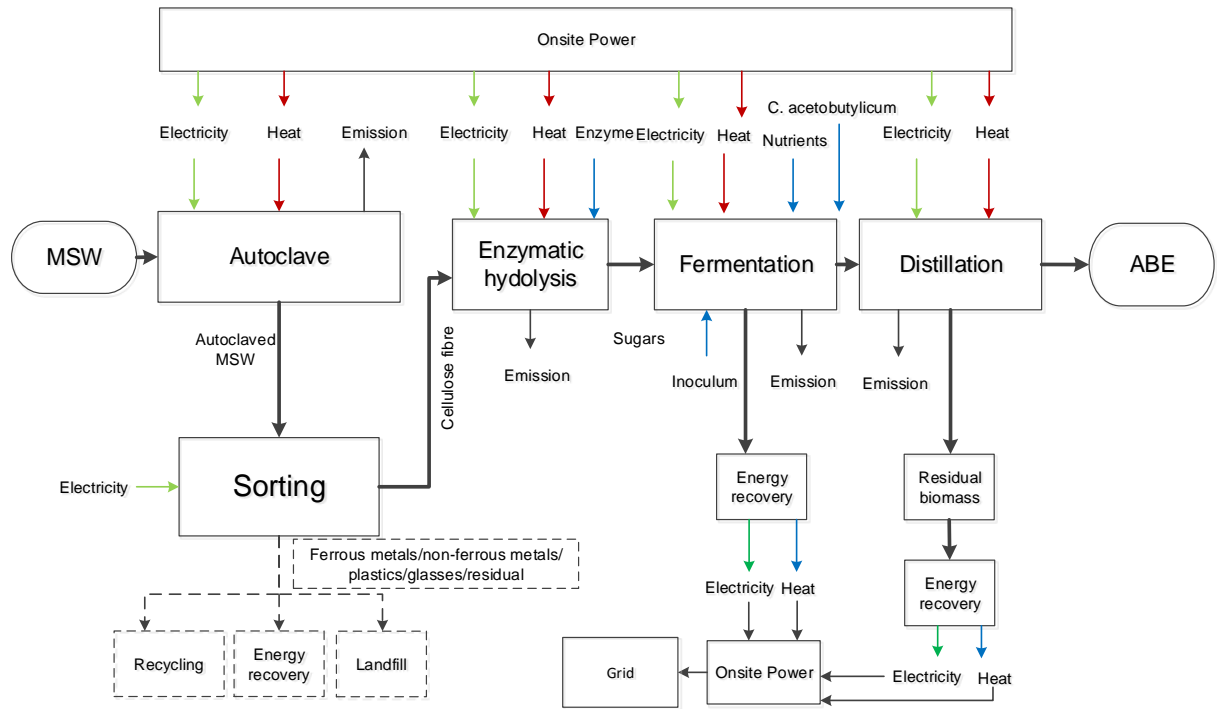 Onsite Power
Electricity
Heat
Emission
Electricity
Heat
Enzyme
Electricity
Heat
C. acetobutylicum
Nutrients
Electricity
Heat
MSW
Autoclave
Enzymatic
hydolysis
Fermentation
Distillation
ABE
Autoclaved
MSW
Cellulose fibre
Emission
Sugars
Inoculum
Emission
Emission
Electricity
Sorting
Energy
recovery
Residual
biomass
Ferrous metals/non-ferrous metals/
plastics/glasses/residual
Electricity
Heat
Energy
recovery
Recycling
Energy
recovery
Landfill
Grid
Onsite Power
Electricity
Heat